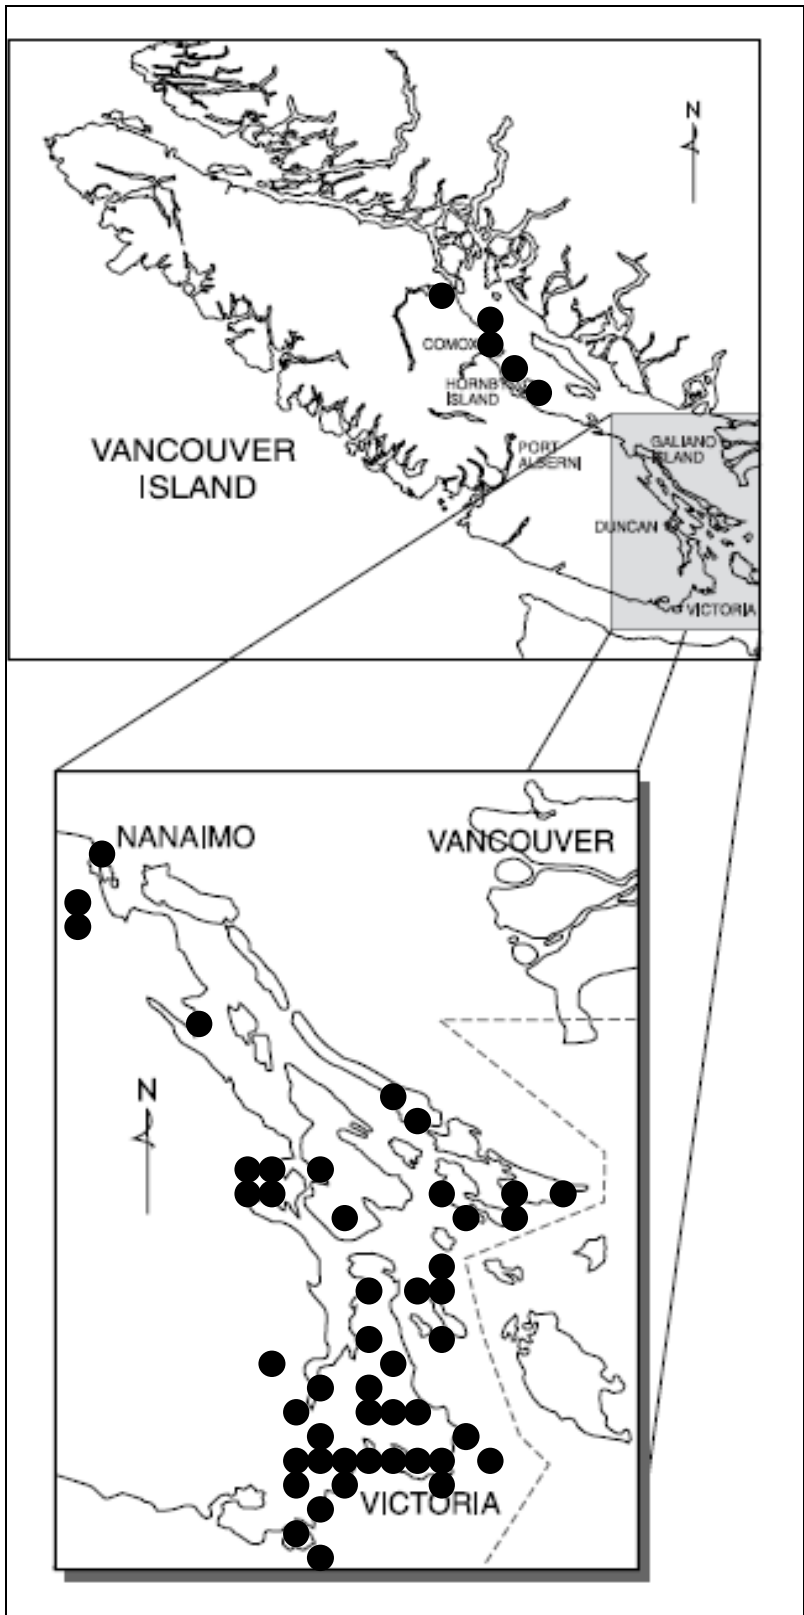 N
COMOX
HORNBY
ISLAND
VANCOUVER
ISLAND
PORT
ALBERNI
GALIANO
ISLAND
DUNCAN
VICTORIA
NANAIMO
VANCOUVER
N
VICTORIA